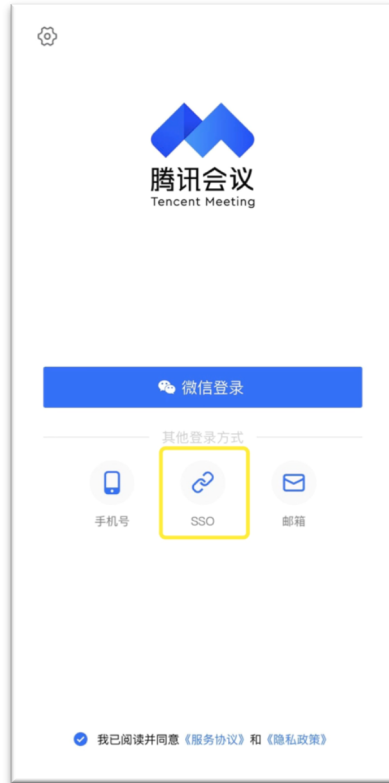 腾讯会议
Tencent Meeting
微信登录
其他登录方式
手机号
SSO
邮箱
我已阅读并同意《服务协议》和《隐私政策》